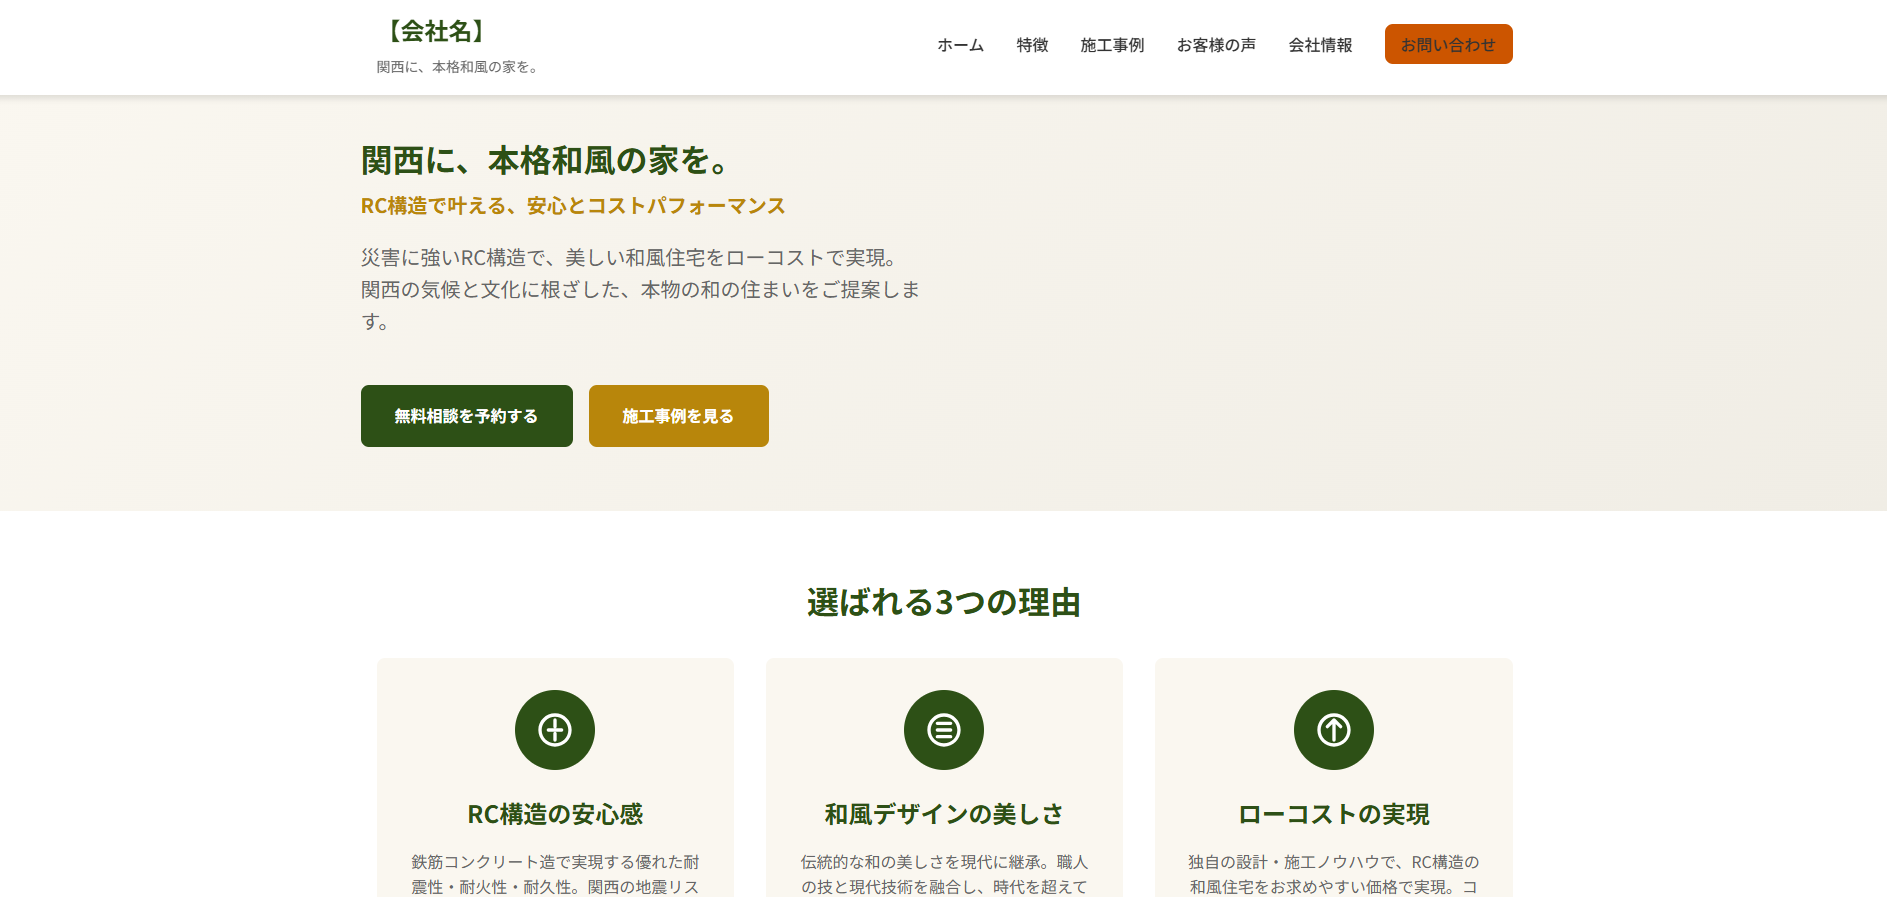 【会社名】
関西に、本格和風の家を。
ホーム
特徴
施工事例
お客様の声
会社情報
お問い合わせ
関西に、本格和風の家を。
RC構造で叶える、安心とコストパフォーマンス
災害に強いRC構造で、美しい和風住宅をローコストで実現。
関西の気候と文化に根ざした、本物の和の住まいをご提案しま
す。
無料相談を予約する
施工事例を見る
選ばれる3つの理由
RC構造の安心感
鉄筋コンクリート造で実現する優れた耐
震性・耐火性・耐久性。関西の地震リス
和風デザインの美しさ
伝統的な和の美しさを現代に継承。職人
の技と現代技術を融合し、時代を超えて
ローコストの実現
独自の設計・施工ノウハウで、RC構造の
和風住宅をお求めやすい価格で実現。コ